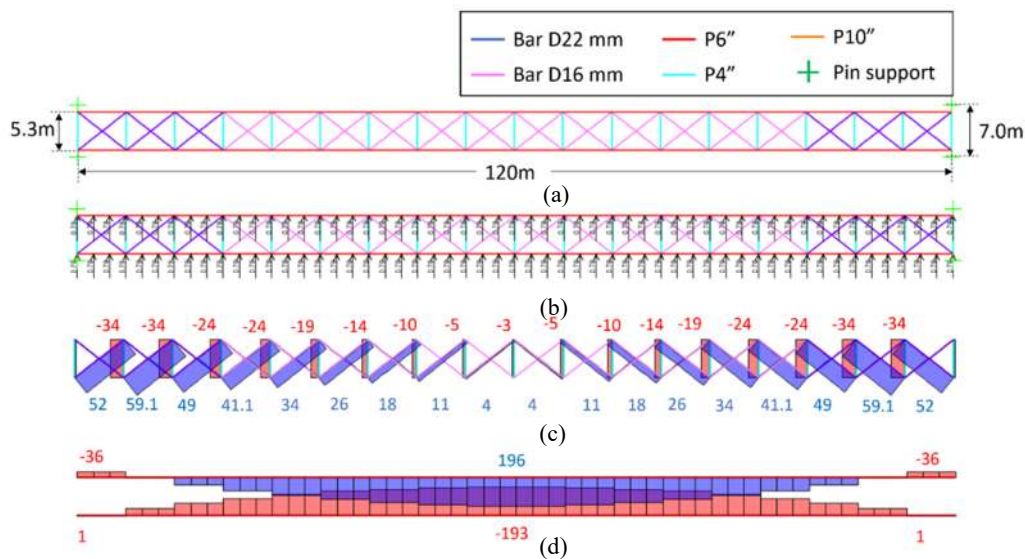 Bar D22 mm P6″ P10″
Bar D16 mm P4″ Pin support
5.3m 7.0m
120m
(a)
(b)
-34 -34 -24 -24 -19 -14 -10 -5 -3 -5 -10 -14 -19 -24 -24 -34 -34
52 59.1 49 41.1 34 26 18 11 4 4 11 18 26 34 41.1 49 59.1 52
(c)
-36 196 -36
1 -193 1
(d)